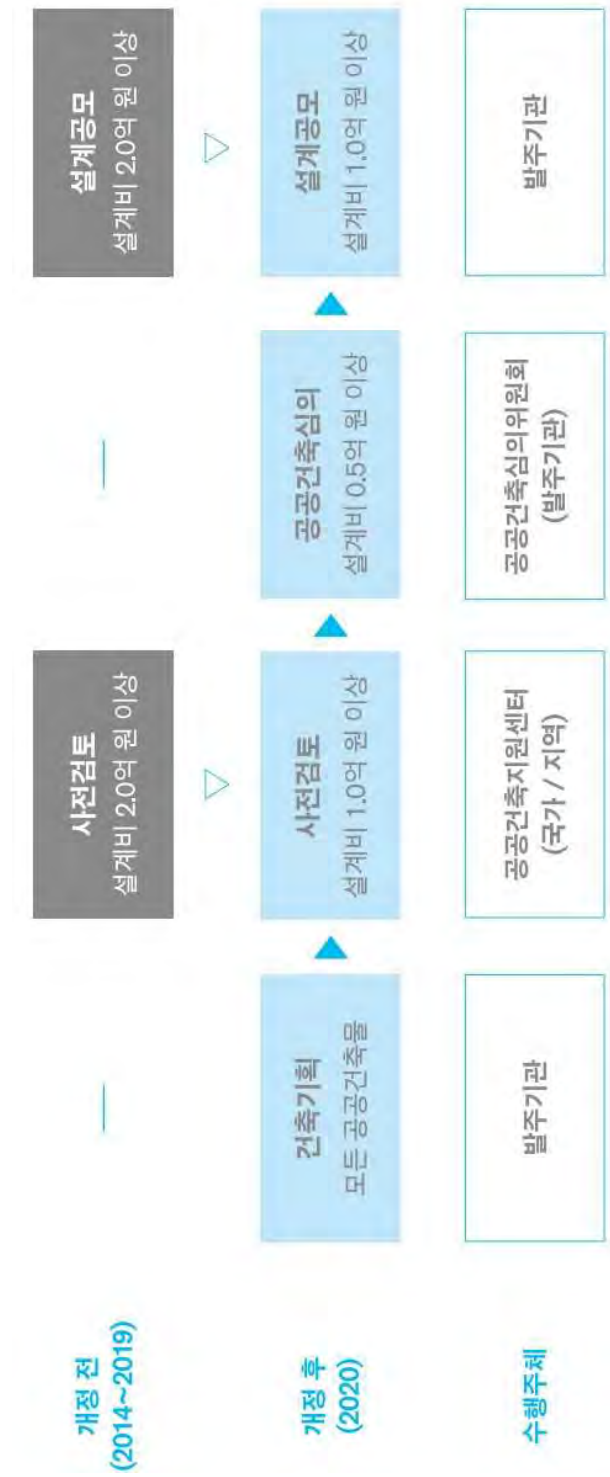 개정 전
(2014~2019)
—
사전검토
설계비 2.0억 원 이상
—
설계공모
설계비 2.0억 원 이상
개정 후
(2020)
건축기획
모든 공공건축물
사전검토
설계비 1.0억 원 이상
공공건축심의
설계비 0.5억 원 이상
설계공모
설계비 1.0억 원 이상
수행주체
발주기관
공공건축지원센터
(국가 / 지역)
공공건축심의위원회
(발주기관)
발주기관